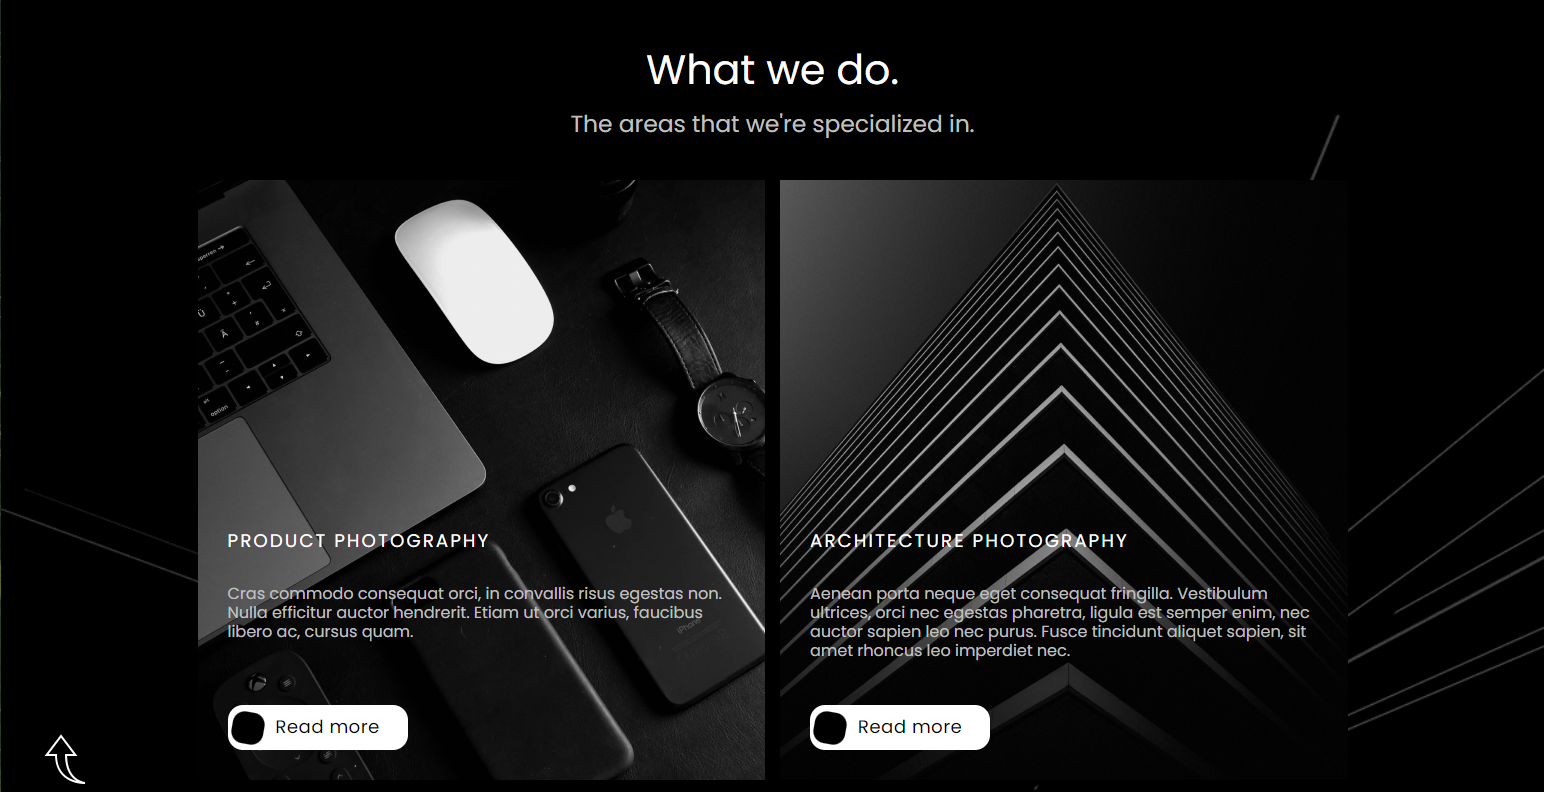 What we do.
The areas that we're specialized in.
PRODUCT PHOTOGRAPHY
Cras commodo consequat orci, in convallis risus egestas non.
Nulla efficitur auctor hendrerit. Etiam ut orci varius, faucibus
libero ac, cursus quam.
Read more
ARCHITECTURE PHOTOGRAPHY
Aenean porta neque eget consequat fringilla. Vestibulum
ultrices, orci nec egestas pharetra, ligula est semper enim, nec
auctor sapien leo nec purus. Fusce tincidunt aliquet sapien, sit
amet rhoncus leo imperdiet nec.
Read more
Ü
Ä
option
iPhone